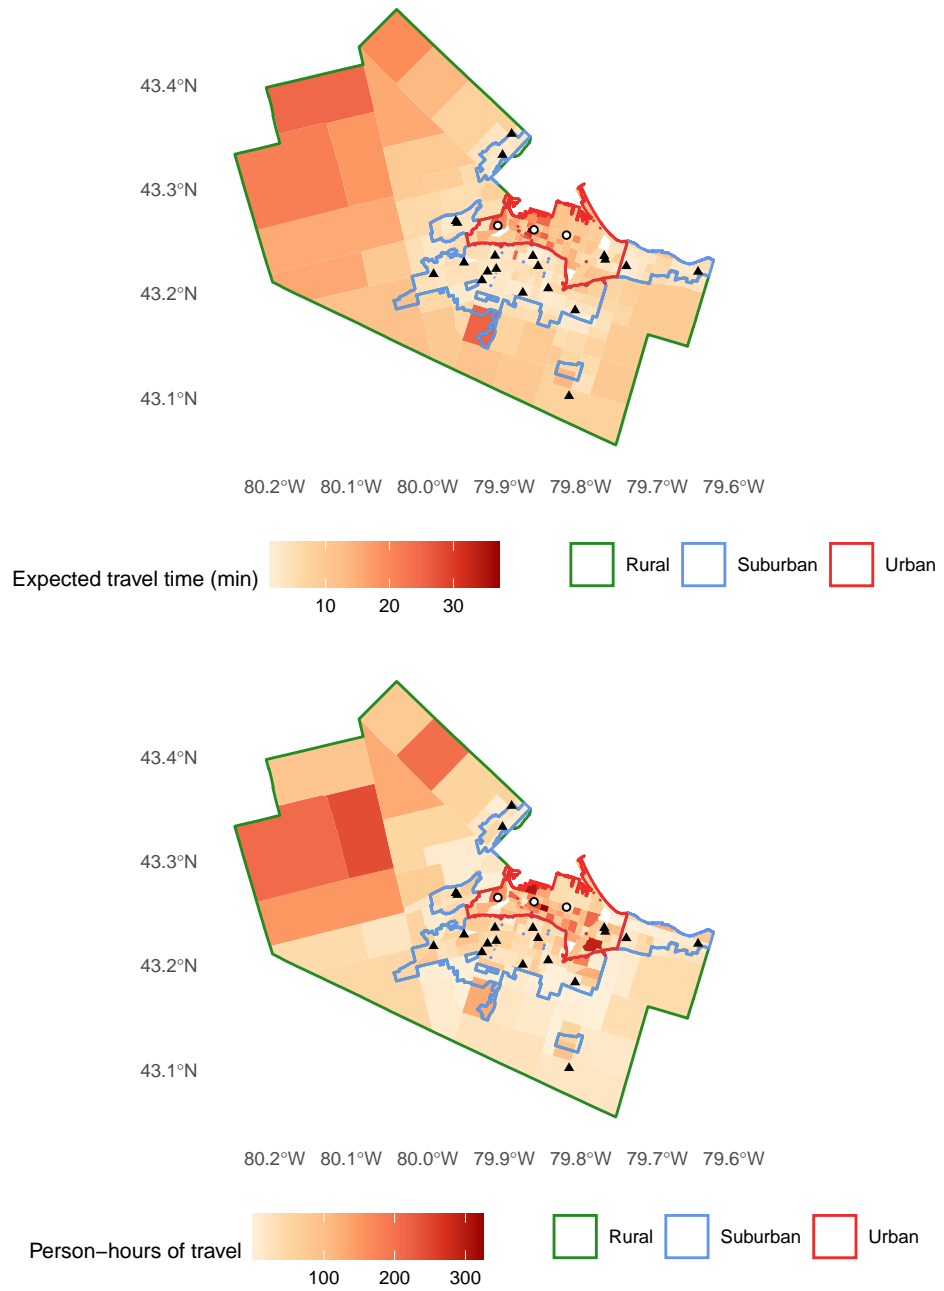 43.4°N
43.3°N
43.2°N
43.1°N
80.2°W 80.1°W 80.0°W 79.9°W 79.8°W 79.7°W 79.6°W
Expected travel time (min)
10 20 30
Rural Suburban Urban
43.4°N
43.3°N
43.2°N
43.1°N
80.2°W 80.1°W 80.0°W 79.9°W 79.8°W 79.7°W 79.6°W
Person−hours of travel
100 200 300
Rural Suburban Urban